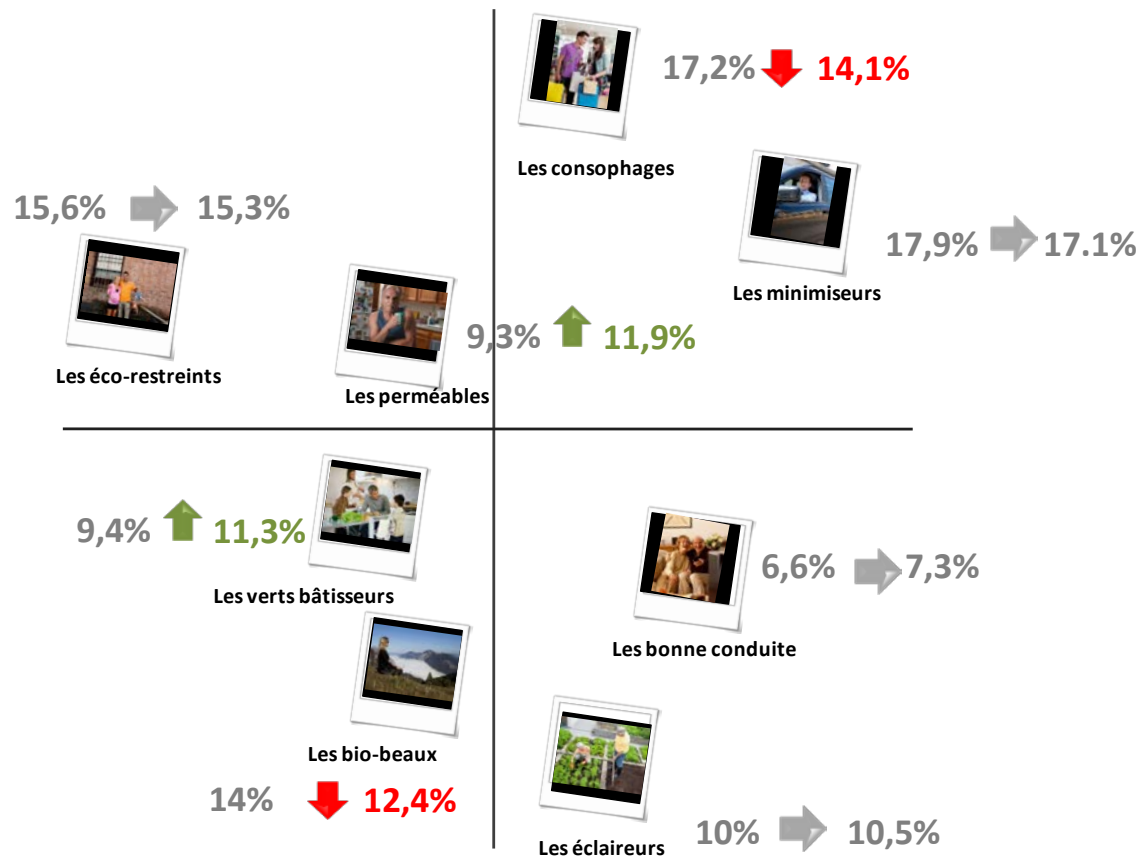 17,2% 14,1%
Les consophages
15,6% 15,3%
17,9% 17.1%
Les minimiseurs
9,3% 11,9%
Les éco-restreints
Les perméables
9,4% 11,3%
6,6% 7,3%
Les verts bâtisseurs
Les bonne conduite
Les bio-beaux
14% 12,4%
10% 10,5%
Les éclaireurs